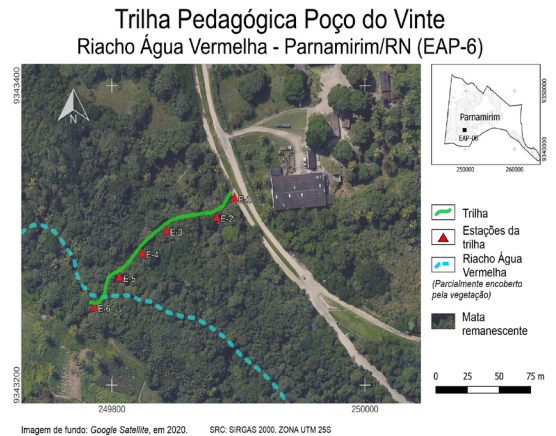 Trilha Pedagógica Poço do Vinte
Riacho Água Vermelha - Parnamirim/RN (EAP-6)
9343400
N
E-1
E-2
E-3
E-4
E-5
E-6
9343200
249800
250000
Parnamirim
EAP-06
9350000
9340000
250000
260000
Trilha
Estações da
trilha
Riacho Água
Vermelha
(Parcialmente encoberto
pela vegetação)
Mata
remanescente
0 25 50 75 m
Imagem de fundo: Google Satellite, em 2020.
SRC: SIRGAS 2000, ZONA UTM 25S